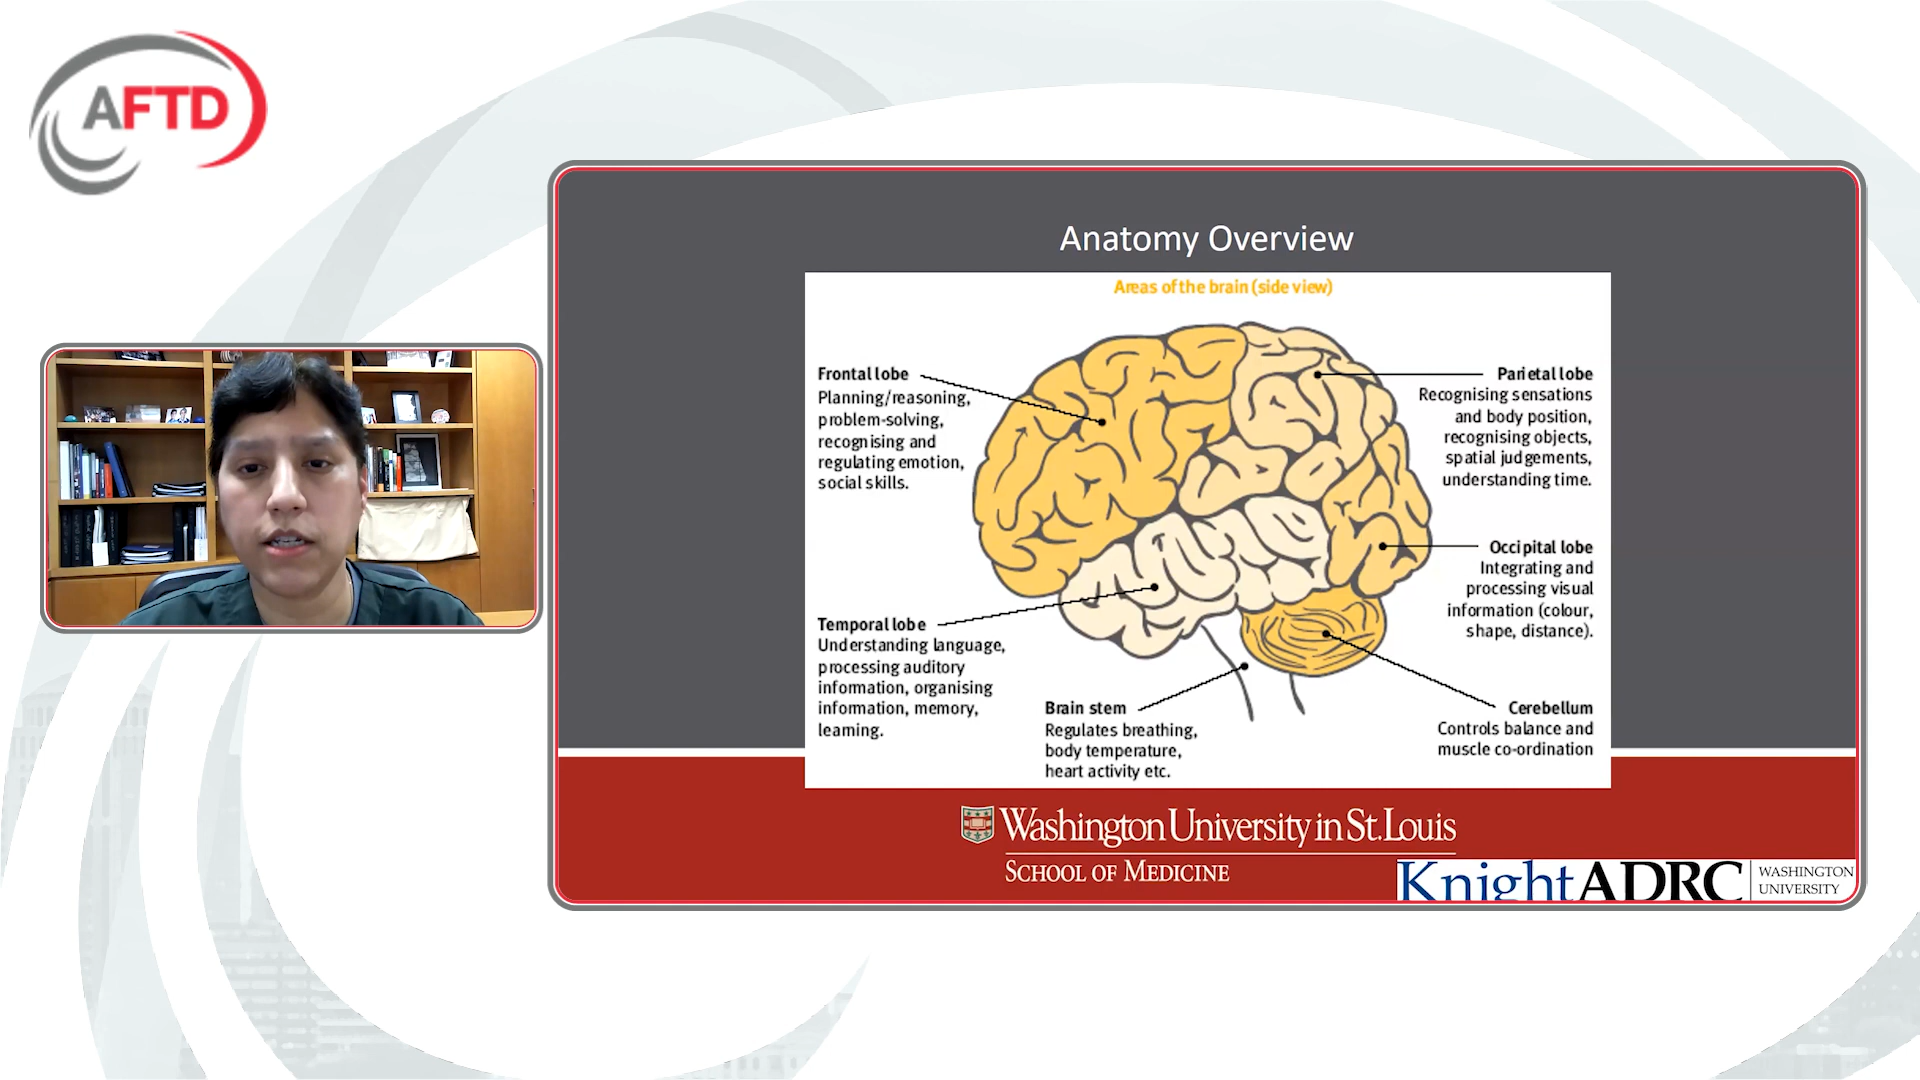 AFTD
Anatomy Overview
Areas of the brain (side view)
Frontal lobe
Planning/reasoning,
problem-solving,
recognising and
regulating emotion,
social skills.
Parietal lobe
Recognising sensations
and body position,
recognising objects,
spatial judgements,
understanding time.
Occipital lobe
Integrating and
processing visual
information (colour,
shape, distance).
Temporal lobe
Understanding language,
processing auditory
information, organising
information, memory,
learning.
Brain stem
Regulates breathing,
body temperature,
heart activity etc.
Cerebellum
Controls balance and
muscle co-ordination
Washington University in St. Louis
SCHOOL OF MEDICINE
Knight ADRC
WASHINGTON
UNIVERSITY